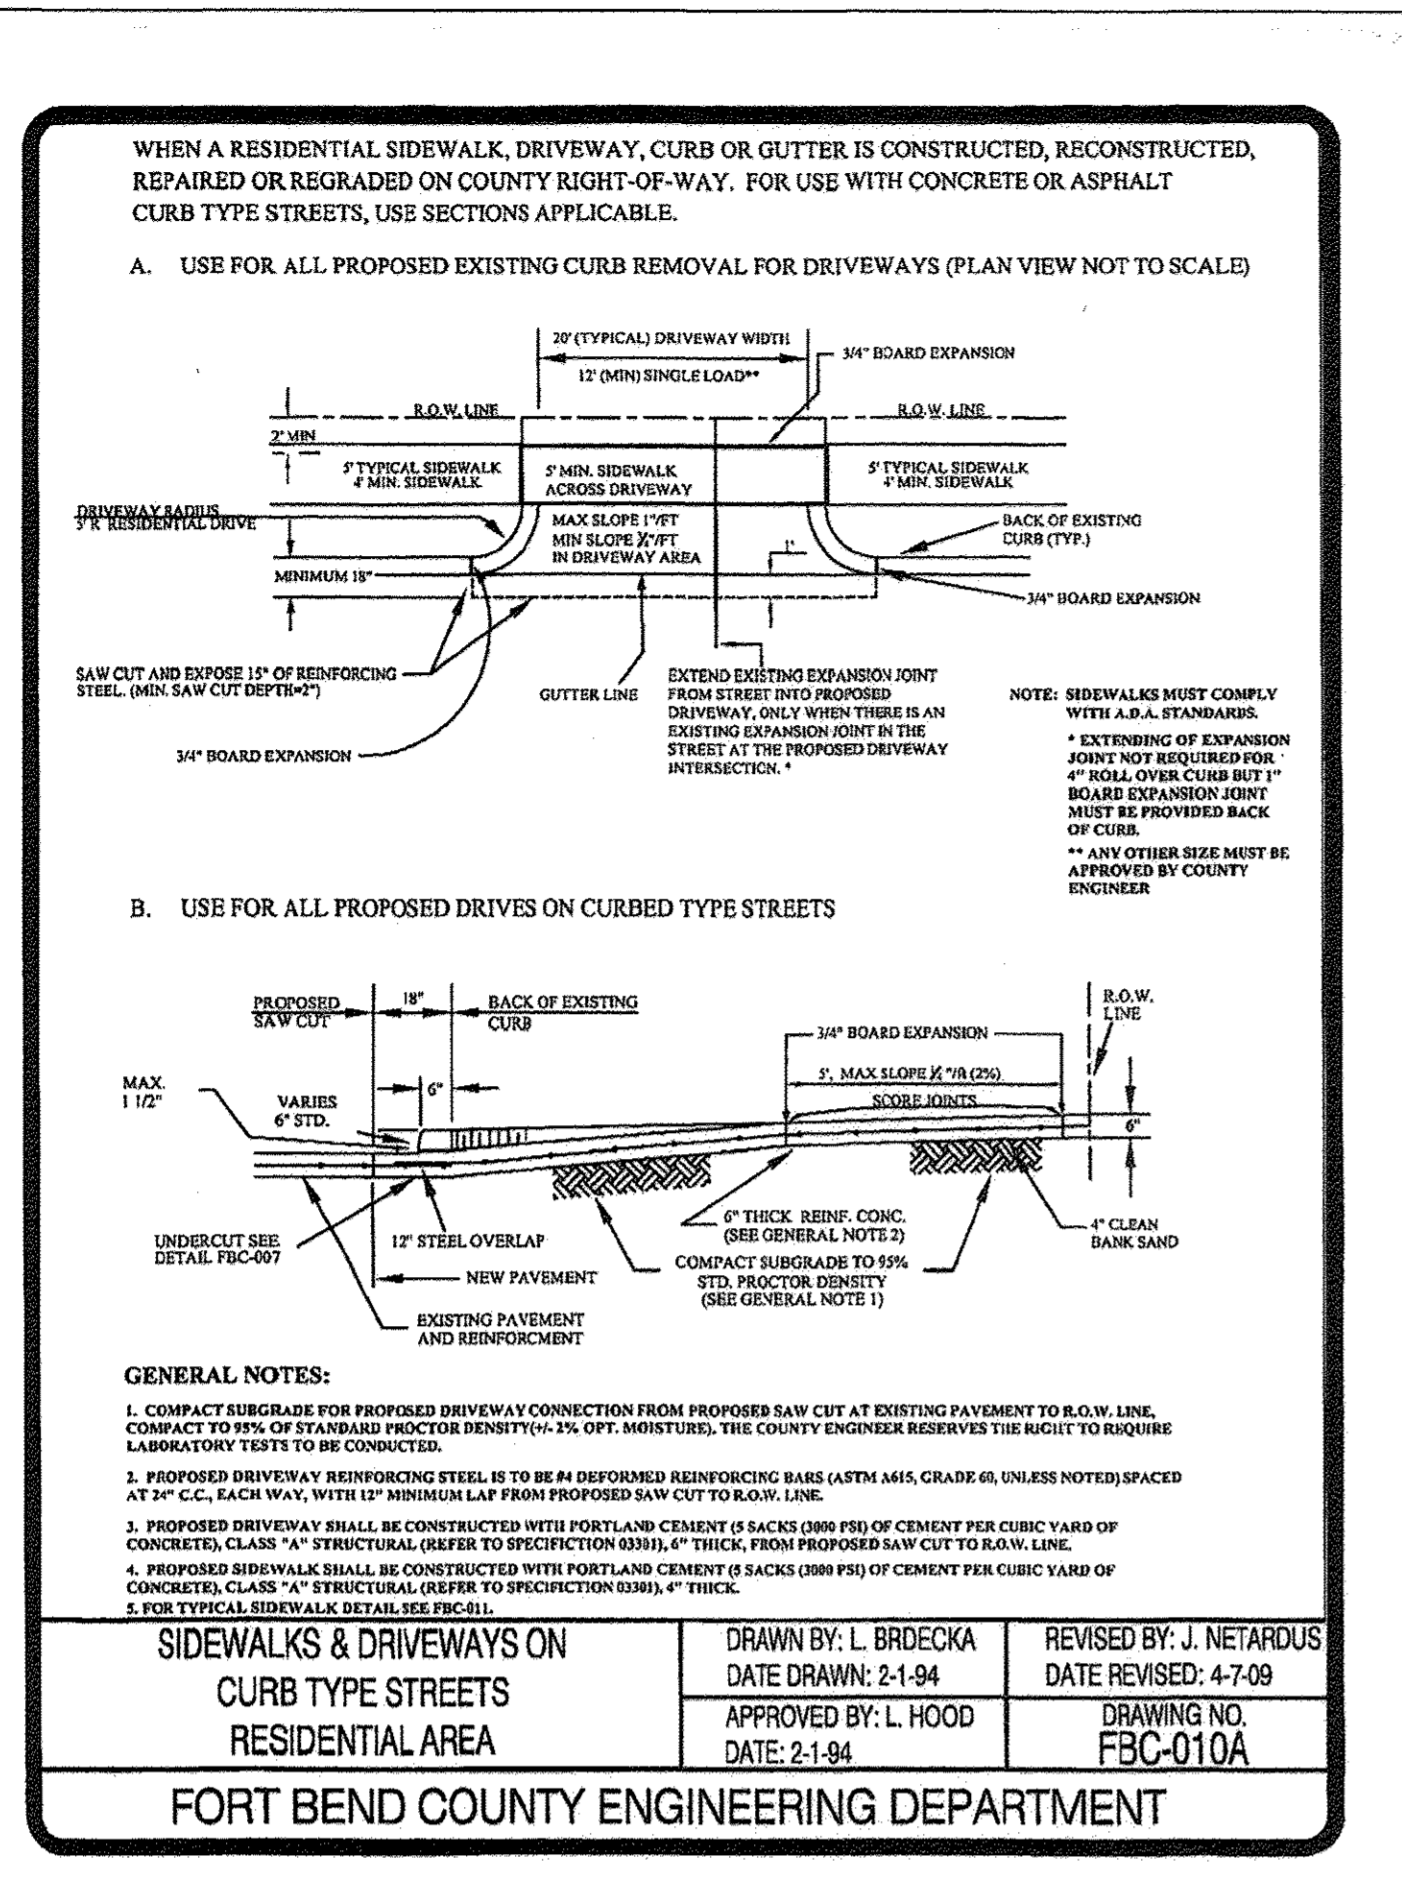 WHEN A RESIDENTIAL SIDEWALK, DRIVEWAY, CURB OR GUTTER IS CONSTRUCTED, RECONSTRUCTED,
REPAIRED OR REGRADED ON COUNTY RIGHT-OF-WAY. FOR USE WITH CONCRETE OR ASPHALT
CURB TYPE STREETS, USE SECTIONS APPLICABLE.
A. USE FOR ALL PROPOSED EXISTING CURB REMOVAL FOR DRIVEWAYS (PLAN VIEW NOT TO SCALE)
20' (TYPICAL) DRIVEWAY WIDTH
12' (MIN) SINGLE LOAD**
3/4" BOARD EXPANSION
R.O.W. LINE
R.O.W. LINE
2' MIN
5' TYPICAL SIDEWALK
4' MIN. SIDEWALK
5' MIN. SIDEWALK
ACROSS DRIVEWAY
5' TYPICAL SIDEWALK
4' MIN. SIDEWALK
DRIVEWAY RADIUS
5' R RESIDENTIAL DRIVE
MAX SLOPE 1"/FT
MIN SLOPE ¼"/FT
IN DRIVEWAY AREA
1'
BACK OF EXISTING
CURB (TYP.)
MINIMUM 18"
3/4" BOARD EXPANSION
SAW CUT AND EXPOSE 15" OF REINFORCING
STEEL. (MIN. SAW CUT DEPTH=2")
GUTTER LINE
3/4" BOARD EXPANSION
EXTEND EXISTING EXPANSION JOINT
FROM STREET INTO PROPOSED
DRIVEWAY, ONLY WHEN THERE IS AN
EXISTING EXPANSION JOINT IN THE
STREET AT THE PROPOSED DRIVEWAY
INTERSECTION. *
NOTE: SIDEWALKS MUST COMPLY
WITH A.D.A. STANDARDS.
* EXTENDING OF EXPANSION
JOINT NOT REQUIRED FOR
4" ROLL OVER CURB BUT 1"
BOARD EXPANSION JOINT
MUST BE PROVIDED BACK
OF CURB.
** ANY OTHER SIZE MUST BE
APPROVED BY COUNTY
ENGINEER
B. USE FOR ALL PROPOSED DRIVES ON CURBED TYPE STREETS
PROPOSED
SAW CUT
18"
BACK OF EXISTING
CURB
R.O.W.
LINE
3/4" BOARD EXPANSION
5', MAX SLOPE ¼ "/ft (2%)
SCORE JOINTS
MAX.
1 1/2"
6"
VARIES
6" STD.
6"
UNDERCUT SEE
DETAIL FBC-007
12" STEEL OVERLAP
6" THICK REINF. CONC.
(SEE GENERAL NOTE 2)
4" CLEAN
BANK SAND
COMPACT SUBGRADE TO 95%
STD. PROCTOR DENSITY
(SEE GENERAL NOTE 1)
NEW PAVEMENT
EXISTING PAVEMENT
AND REINFORCMENT
GENERAL NOTES:
1. COMPACT SUBGRADE FOR PROPOSED DRIVEWAY CONNECTION FROM PROPOSED SAW CUT AT EXISTING PAVEMENT TO R.O.W. LINE,
COMPACT TO 95% OF STANDARD PROCTOR DENSITY(+/- 2% OPT. MOISTURE). THE COUNTY ENGINEER RESERVES THE RIGHT TO REQUIRE
LABORATORY TESTS TO BE CONDUCTED.
2. PROPOSED DRIVEWAY REINFORCING STEEL IS TO BE #4 DEFORMED REINFORCING BARS (ASTM A615, GRADE 60, UNLESS NOTED) SPACED
AT 24" C.C., EACH WAY, WITH 12" MINIMUM LAP FROM PROPOSED SAW CUT TO R.O.W. LINE.
3. PROPOSED DRIVEWAY SHALL BE CONSTRUCTED WITH PORTLAND CEMENT (5 SACKS (3000 PSI) OF CEMENT PER CUBIC YARD OF
CONCRETE), CLASS "A" STRUCTURAL (REFER TO SPECIFICTION 03301), 6" THICK, FROM PROPOSED SAW CUT TO R.O.W. LINE.
4. PROPOSED SIDEWALK SHALL BE CONSTRUCTED WITH PORTLAND CEMENT (5 SACKS (3000 PSI) OF CEMENT PER CUBIC YARD OF
CONCRETE), CLASS "A" STRUCTURAL (REFER TO SPECIFICTION 03301), 4" THICK.
5. FOR TYPICAL SIDEWALK DETAIL SEE FBC-011.
SIDEWALKS & DRIVEWAYS ON
CURB TYPE STREETS
RESIDENTIAL AREA
DRAWN BY: L. BRDECKA
DATE DRAWN: 2-1-94
REVISED BY: J. NETARDUS
DATE REVISED: 4-7-09
APPROVED BY: L. HOOD
DATE: 2-1-94
DRAWING NO.
FBC-010A
FORT BEND COUNTY ENGINEERING DEPARTMENT